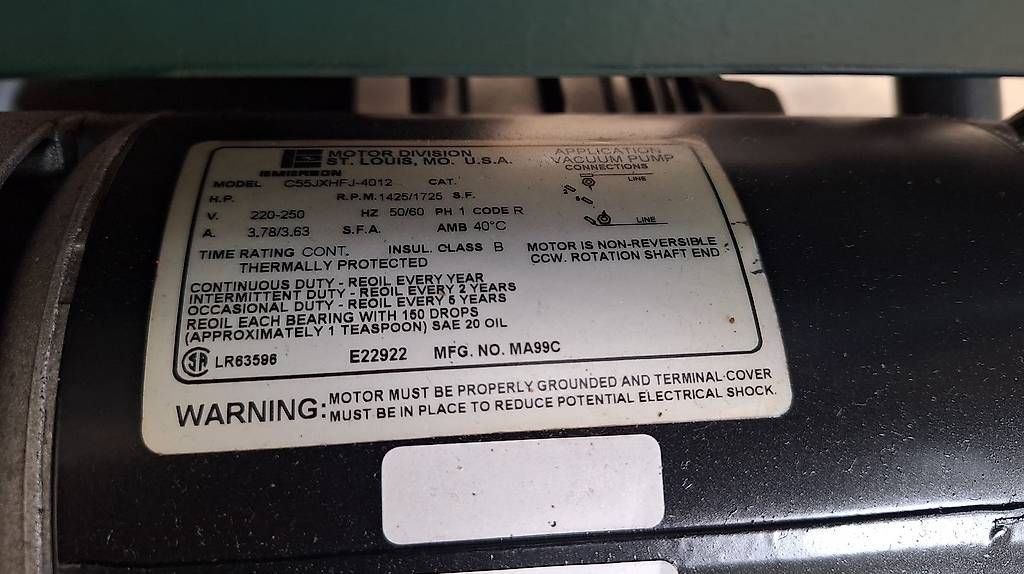 MOTOR DIVISION
ST. LOUIS, MO. U.S.A.
EMERSON
APPLICATION
VACUUM PUMP
CONNECTIONS
LINE
LINE
MODEL C55JXHFJ-4012 CAT.
H.P. R.P.M. 1425/1725 S.F.
V. 220-250 HZ 50/60 PH 1 CODE R
A. 3.78/3.63 S.F.A. AMB 40°C
TIME RATING CONT. INSUL. CLASS B
THERMALLY PROTECTED
MOTOR IS NON-REVERSIBLE
CCW. ROTATION SHAFT END
CONTINUOUS DUTY - REOIL EVERY YEAR
INTERMITTENT DUTY - REOIL EVERY 2 YEARS
OCCASIONAL DUTY - REOIL EVERY 5 YEARS
REOIL EACH BEARING WITH 150 DROPS
(APPROXIMATELY 1 TEASPOON) SAE 20 OIL
SA LR63596 E22922 MFG. NO. MA99C
WARNING: MOTOR MUST BE PROPERLY GROUNDED AND TERMINAL COVER
MUST BE IN PLACE TO REDUCE POTENTIAL ELECTRICAL SHOCK.